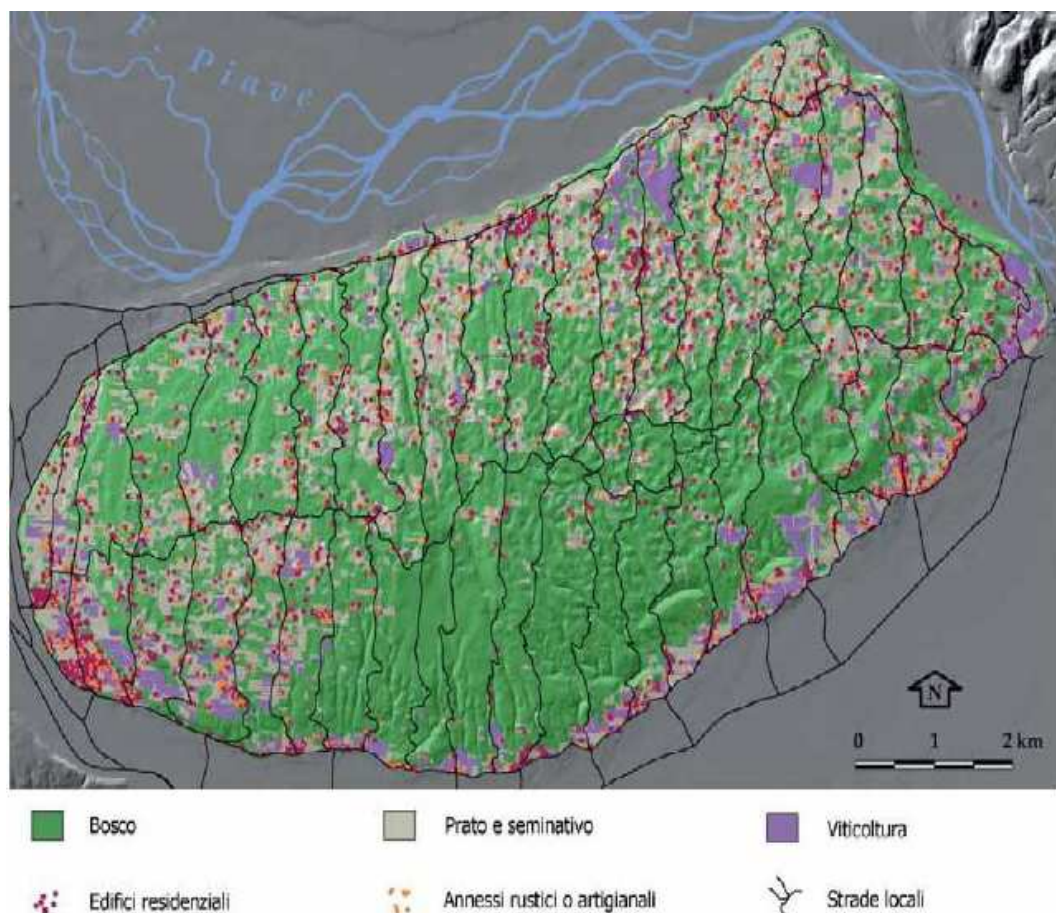 F. Piave
N
0 1 2 km
Bosco
Prato e seminativo
Viticoltura
Edifici residenziali
Annessi rustici o artigianali
Strade locali